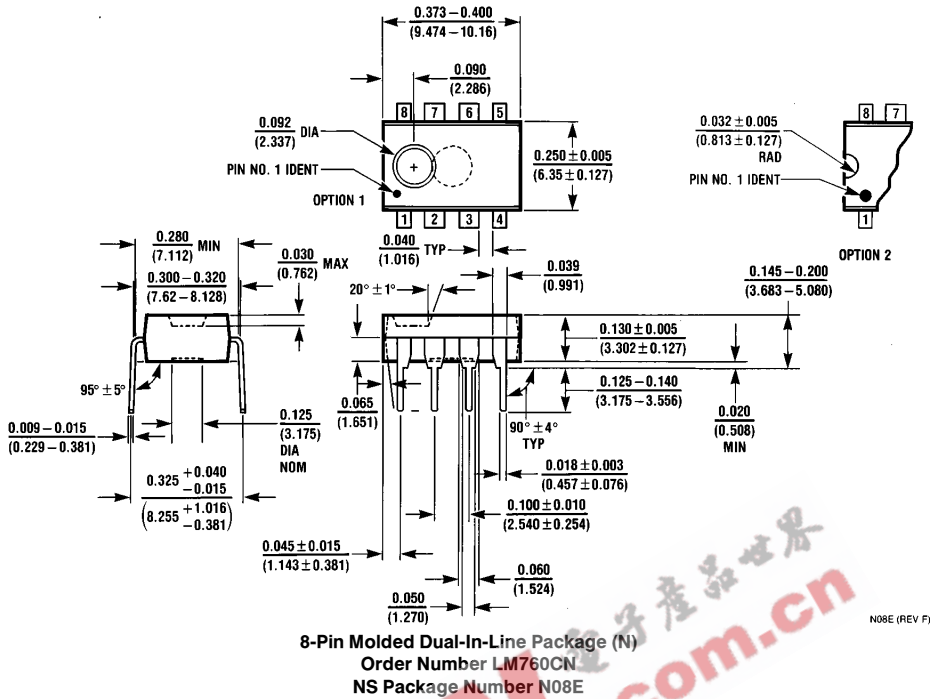 0.373–0.400
(9.474–10.16)
0.090
(2.286)
8 7 6 5
0.092 DIA
(2.337)
PIN NO. 1 IDENT
OPTION 1
+
1 2 3 4
0.250 ± 0.005
(6.35 ± 0.127)
0.032 ± 0.005
(0.813 ± 0.127)
RAD
PIN NO. 1 IDENT
8 7
1
OPTION 2
0.280 MIN
(7.112)
0.300–0.320
(7.62–8.128)
0.030 MAX
(0.762)
0.040 TYP
(1.016)
0.039
(0.991)
20° ± 1°
0.145–0.200
(3.683–5.080)
0.130 ± 0.005
(3.302 ± 0.127)
0.125–0.140
(3.175–3.556)
0.020
(0.508)
MIN
95° ± 5°
0.009–0.015
(0.229–0.381)
0.125
(3.175)
DIA
NOM
0.065
(1.651)
90° ± 4°
TYP
0.018 ± 0.003
(0.457 ± 0.076)
0.325 +0.040
-0.015
(8.255 +1.016
-0.381)
0.100 ± 0.010
(2.540 ± 0.254)
0.045 ± 0.015
(1.143 ± 0.381)
0.060
(1.524)
0.050
(1.270)
N08E (REV F)
8-Pin Molded Dual-In-Line Package (N)
Order Number LM760CN
NS Package Number N08E
电子产品世界
.com.cn